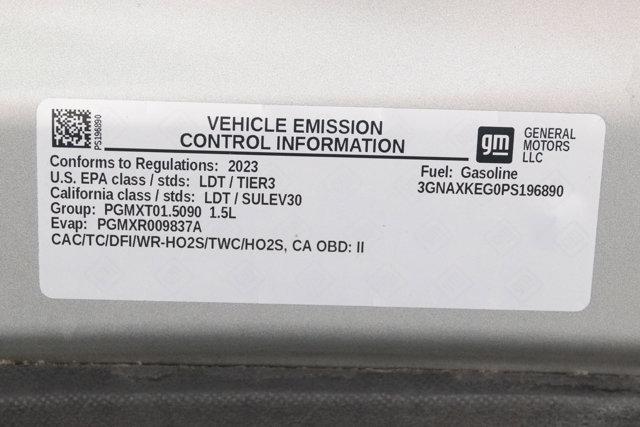 PS196890
VEHICLE EMISSION
CONTROL INFORMATION
gm
GENERAL
MOTORS
LLC
Conforms to Regulations: 2023
U.S. EPA class / stds: LDT / TIER3
California class / stds: LDT / SULEV30
Group: PGMXT01.5090 1.5L
Evap: PGMXR009837A
CAC/TC/DFI/WR-HO2S/TWC/HO2S, CA OBD: II
Fuel: Gasoline
3GNAXKEG0PS196890